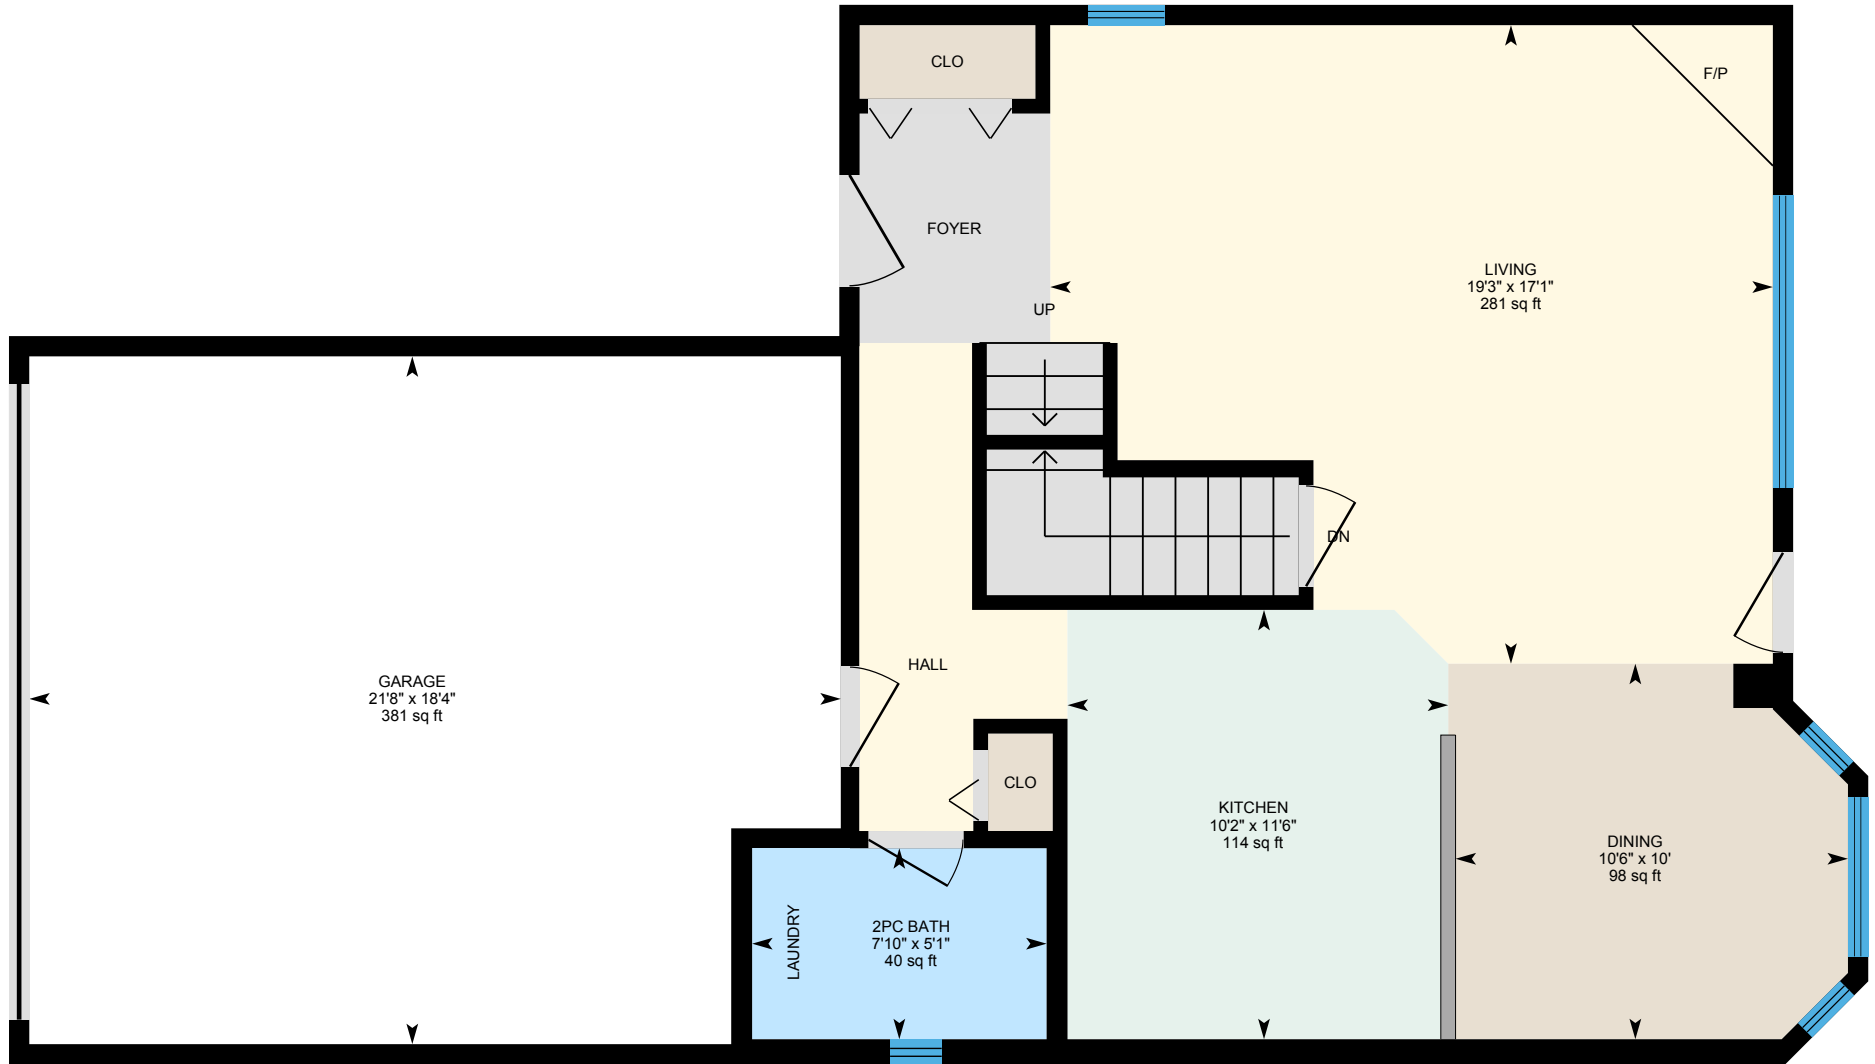 CLO
F/P
FOYER
LIVING
19'3" x 17'1"
281 sq ft
UP
DN
HALL
GARAGE
21'8" x 18'4"
381 sq ft
CLO
KITCHEN
10'2" x 11'6"
114 sq ft
DINING
10'6" x 10'
98 sq ft
LAUNDRY
2PC BATH
7'10" x 5'1"
40 sq ft